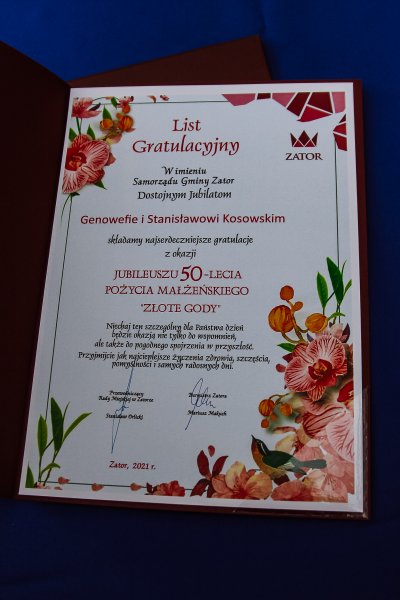 List
Gratulacyjny
ZATOR
W imieniu
Samorządu Gminy Zator
Dostojnym Jubilatom
Genowefie i Stanisławowi Kosowskim
składamy najserdeczniejsze gratulacje
z okazji
JUBILEUSZU 50-LECIA
POŻYCIA MAŁŻEŃSKIEGO
"ZŁOTE GODY"
Niechaj ten szczególny dla Państwa dzień
będzie okazją nie tylko do wspomnień,
ale także do pogodnego spojrzenia w przyszłość.
Przyjmijcie jak najcieplejsze życzenia zdrowia, szczęścia,
pomyślności i samych radosnych dni.
Przewodniczący
Rady Miejskiej w Zatorze
Stanisław Orlicki
Burmistrz Zatora
Mariusz Makuch
Zator, 2021 r.